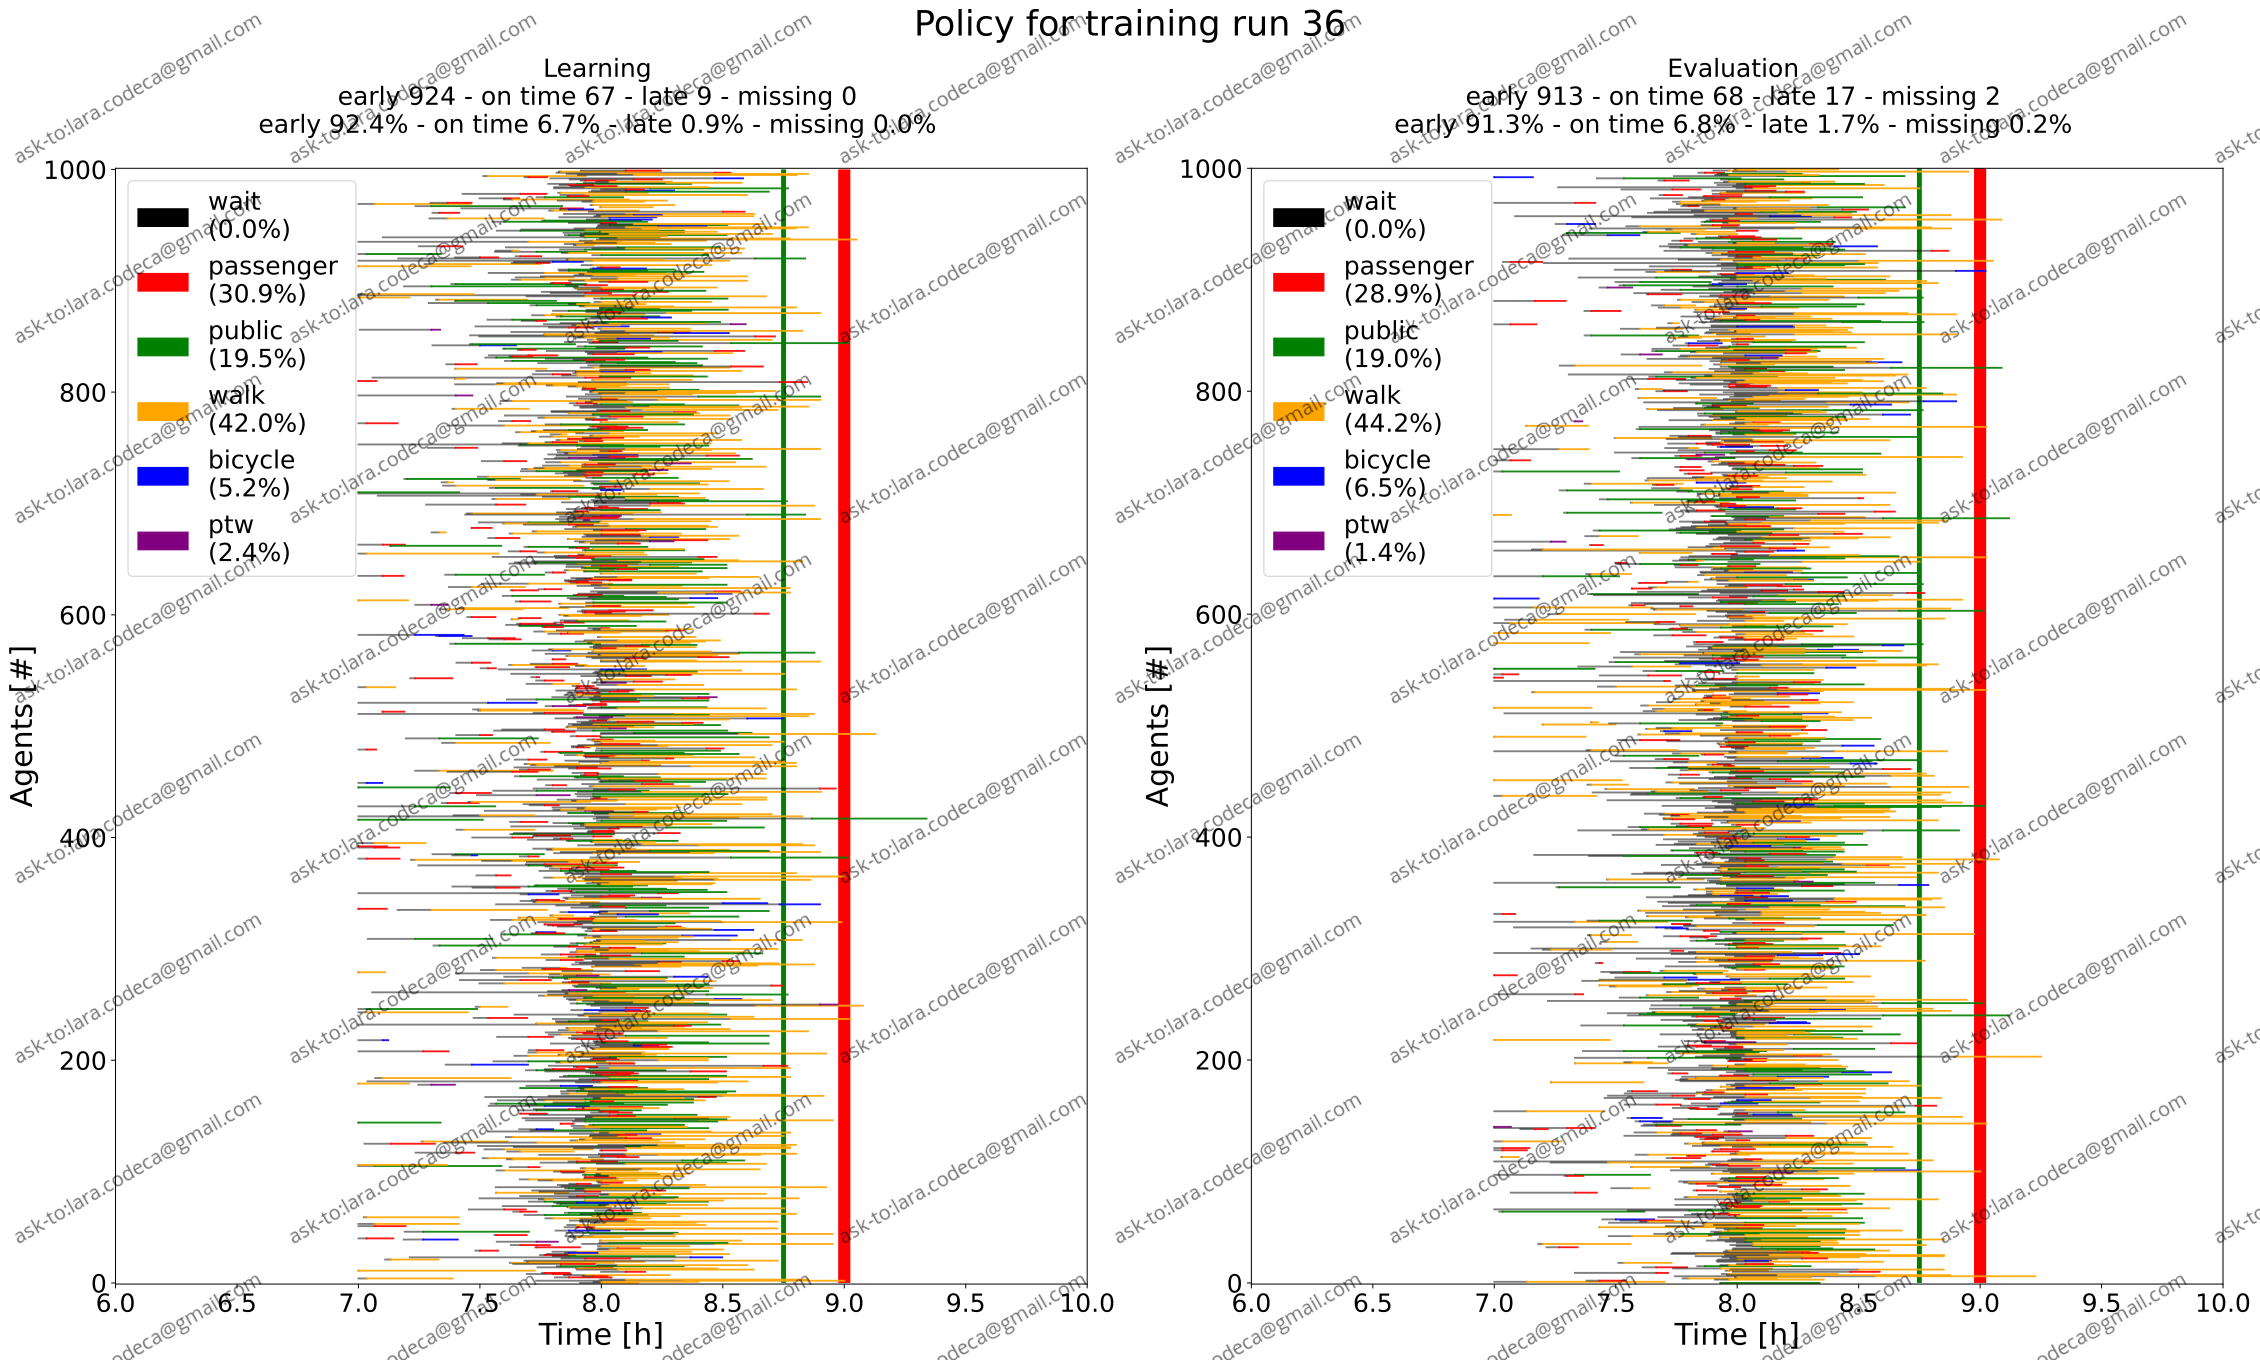 Policy for training run 36
Learning
early 924 - on time 67 - late 9 - missing 0
early 92.4% - on time 6.7% - late 0.9% - missing 0.0%
1000
800
600
400
200
0
Agents [#]
wait
(0.0%)
passenger
(30.9%)
public
(19.5%)
walk
(42.0%)
bicycle
(5.2%)
ptw
(2.4%)
6.0 6.5 7.0 7.5 8.0 8.5 9.0 9.5 10.0
Time [h]
Evaluation
early 913 - on time 68 - late 17 - missing 2
early 91.3% - on time 6.8% - late 1.7% - missing 0.2%
1000
800
600
400
200
0
Agents [#]
wait
(0.0%)
passenger
(28.9%)
public
(19.0%)
walk
(44.2%)
bicycle
(6.5%)
ptw
(1.4%)
6.0 6.5 7.0 7.5 8.0 8.5 9.0 9.5 10.0
Time [h]
ask-to:lara.codeca@gmail.com